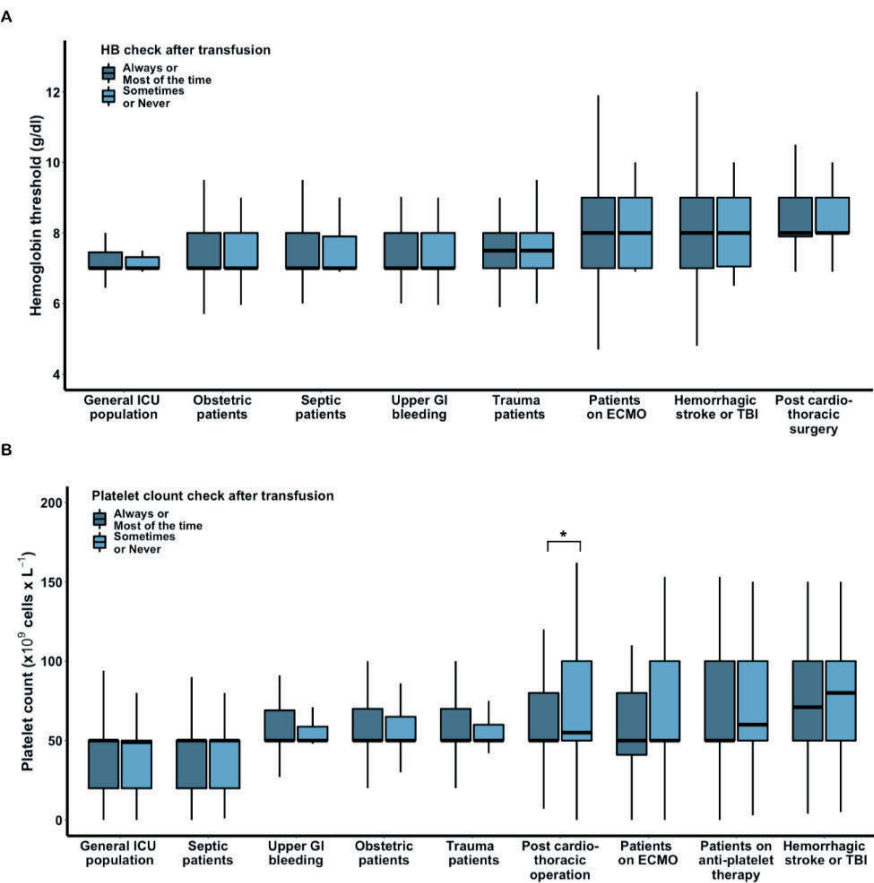 A
HB check after transfusion
Always or
Most of the time
Sometimes
or Never
Hemoglobin threshold (g/dl)
12
10
8
6
4
General ICU
population
Obstetric
patients
Septic
patients
Upper GI
bleeding
Trauma
patients
Patients
on ECMO
Hemorrhagic
stroke or TBI
Post cardio-
thoracic
surgery
B
Platelet clount check after transfusion
Always or
Most of the time
Sometimes
or Never
Platelet count (x10⁹ cells x L⁻¹)
200
150
100
50
0
*
General ICU
population
Septic
patients
Upper GI
bleeding
Obstetric
patients
Trauma
patients
Post cardio-
thoracic
operation
Patients
on ECMO
Patients on
anti-platelet
therapy
Hemorrhagic
stroke or TBI